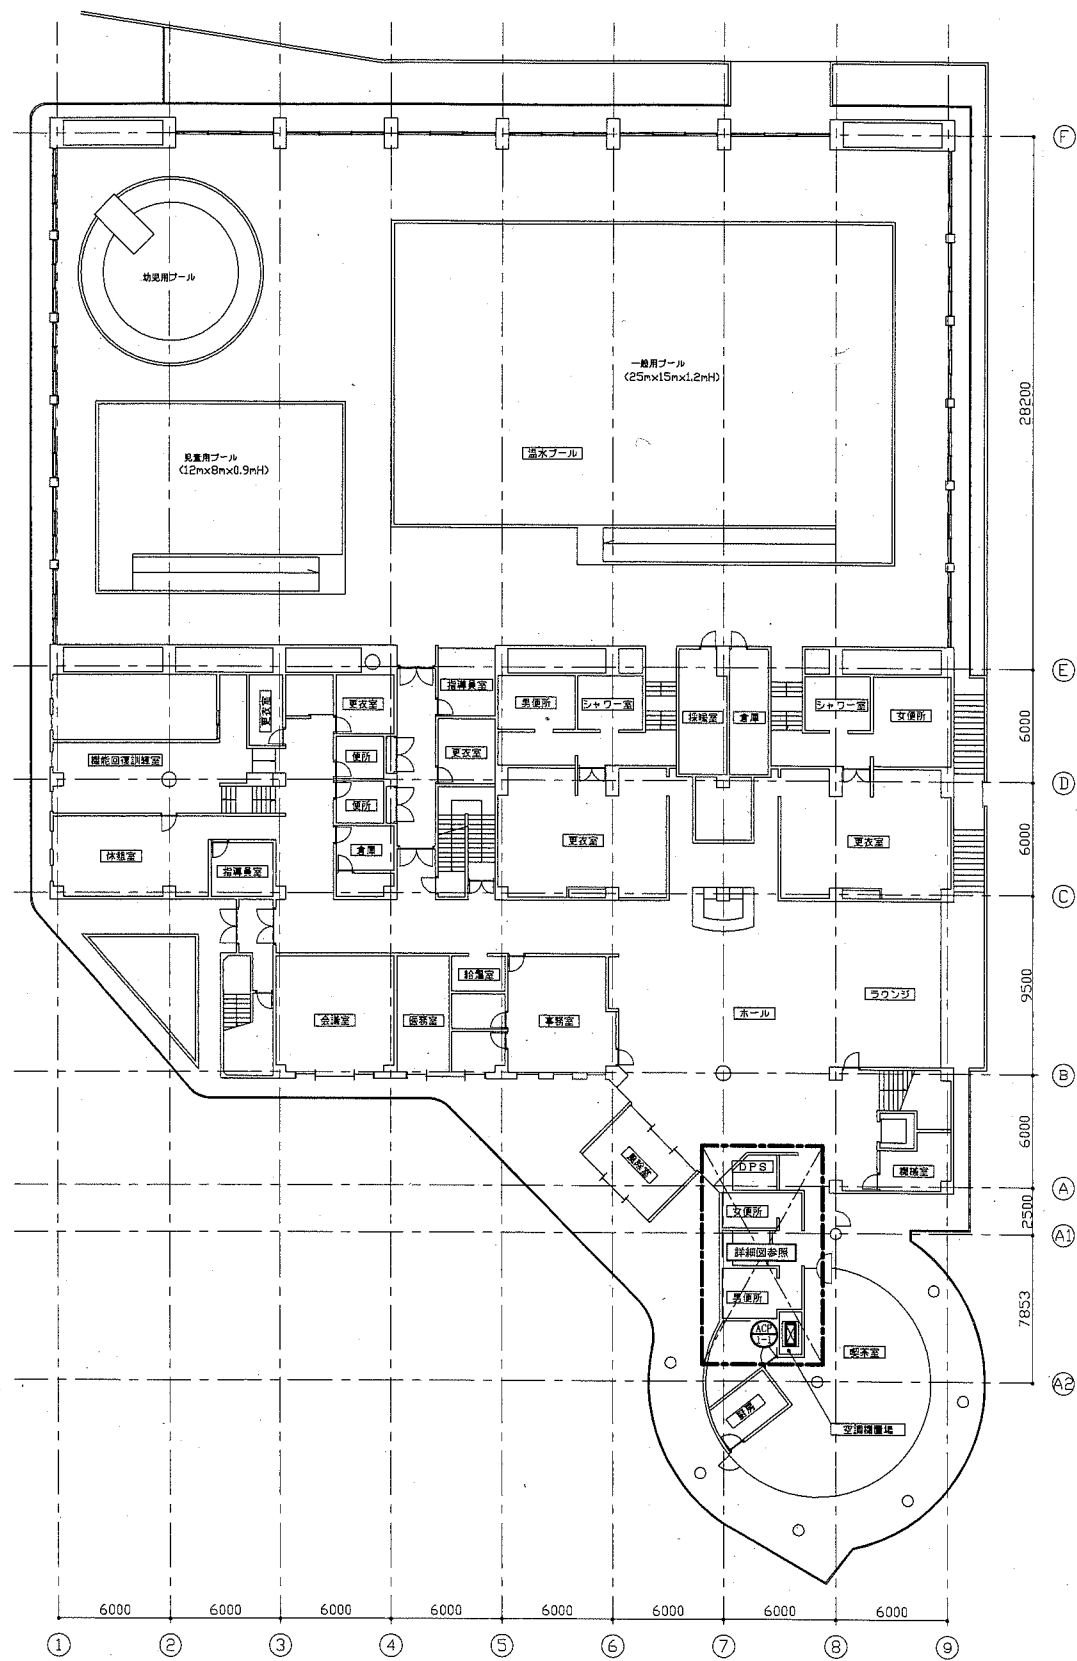 F
幼児用プール
一般用プール
(25mx15mx1.2mH)
28200
児童用プール
(12mx8mx0.9mH)
温水プール
E
指導員室
更衣室
更衣室
男便所
シャワー室
採暖室
倉庫
シャワー室
女便所
6000
機能回復訓練室
便所
更衣室
D
便所
休憩室
指導員室
倉庫
更衣室
更衣室
6000
C
給湯室
ラウンジ
9500
会議室
医務室
事務室
ホール
B
6000
風除室
DPS
機械室
A
女便所
2500
A1
詳細図参照
男便所
7853
ACP
1-1
喫茶室
A2
厨房
空調機置場
6000
6000
6000
6000
6000
6000
6000
6000
1
2
3
4
5
6
7
8
9